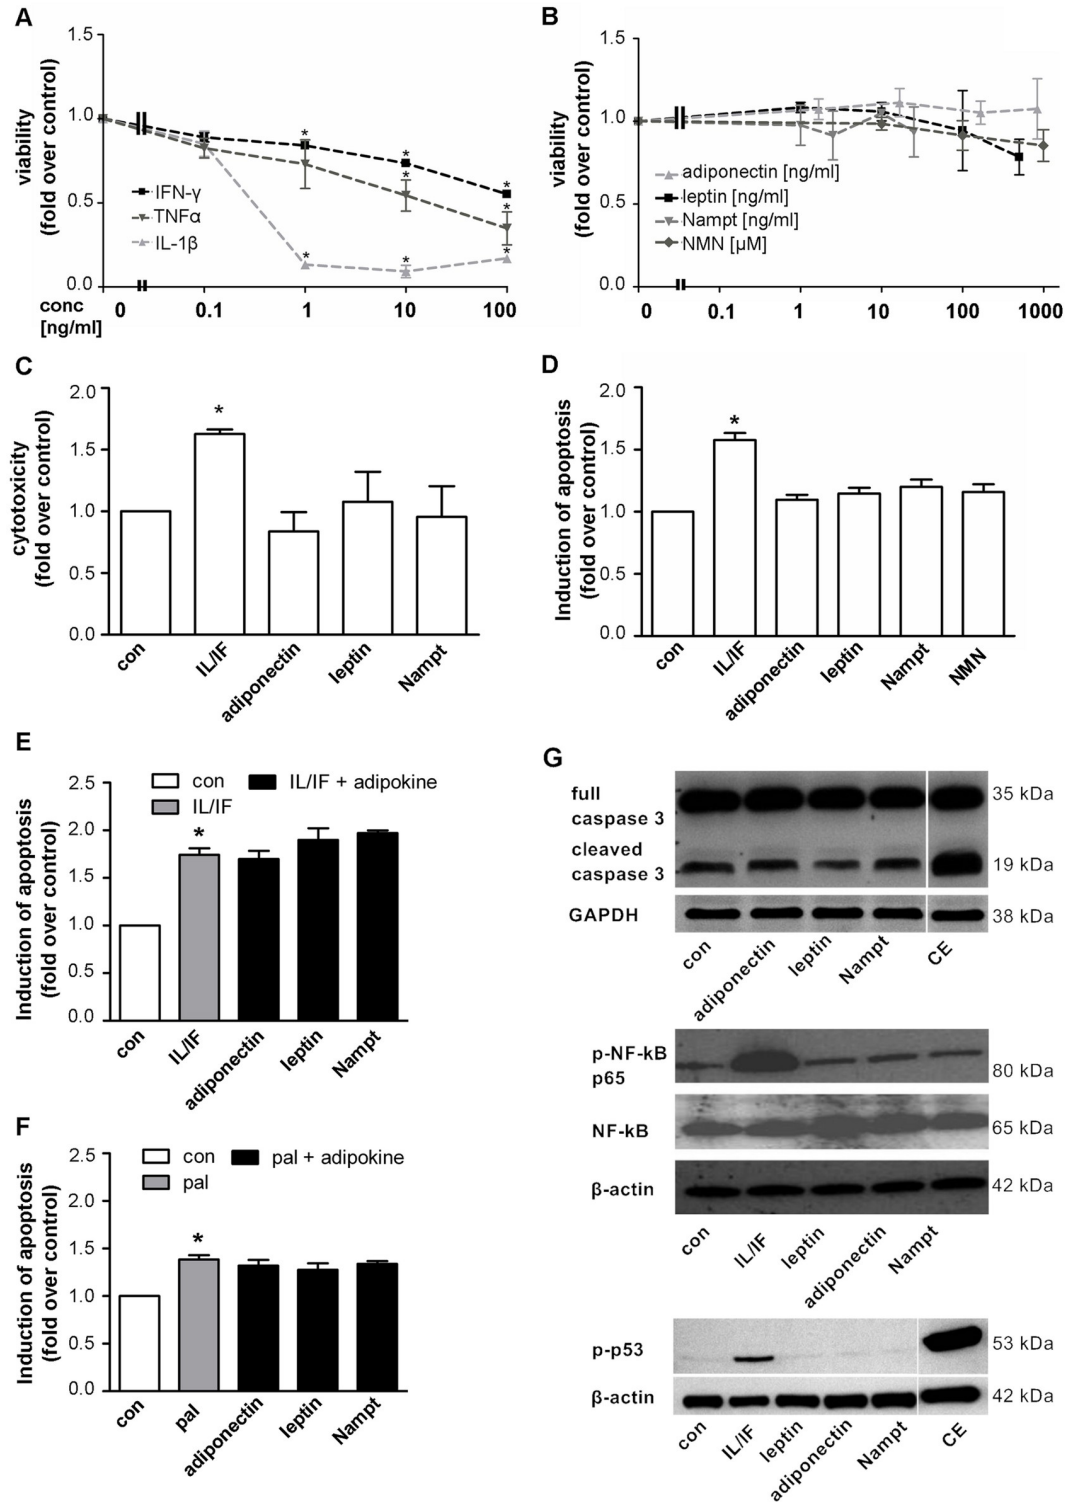 A
viability
(fold over control)
1.5
1.0
0.5
0.0
IFN-γ
TNFα
IL-1β
* * * * * * * *
conc
[ng/ml]
0 0.1 1 10 100
B
viability
(fold over control)
1.5
1.0
0.5
0.0
adiponectin [ng/ml]
leptin [ng/ml]
Nampt [ng/ml]
NMN [µM]
0 0.1 1 10 100 1000
C
cytotoxicity
(fold over control)
2.0
1.5
1.0
0.5
0.0
*
con IL/IF adiponectin leptin Nampt
D
Induction of apoptosis
(fold over control)
2.0
1.5
1.0
0.5
0.0
*
con IL/IF adiponectin leptin Nampt NMN
E
con IL/IF + adipokine
IL/IF
Induction of apoptosis
(fold over control)
2.5
2.0
1.5
1.0
0.5
0.0
*
con IL/IF adiponectin leptin Nampt
F
con pal + adipokine
pal
Induction of apoptosis
(fold over control)
2.5
2.0
1.5
1.0
0.5
0.0
*
con pal adiponectin leptin Nampt
G
full
caspase 3
35 kDa
cleaved
caspase 3
19 kDa
GAPDH 38 kDa
con adiponectin leptin Nampt CE
p-NF-kB
p65
80 kDa
NF-kB 65 kDa
β-actin 42 kDa
con IL/IF leptin adiponectin Nampt
p-p53 53 kDa
β-actin 42 kDa
con IL/IF leptin adiponectin Nampt CE